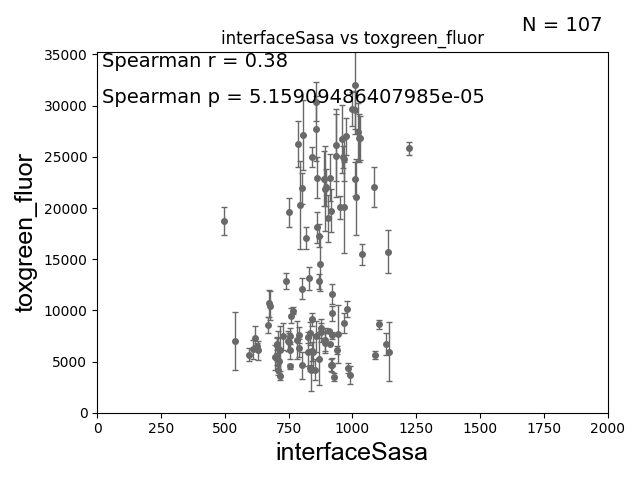 N = 107
interfaceSasa vs toxgreen_fluor
Spearman r = 0.38
Spearman p = 5.15909486407985e-05
toxgreen_fluor
35000
30000
25000
20000
15000
10000
5000
0
0 250 500 750 1000 1250 1500 1750 2000
interfaceSasa